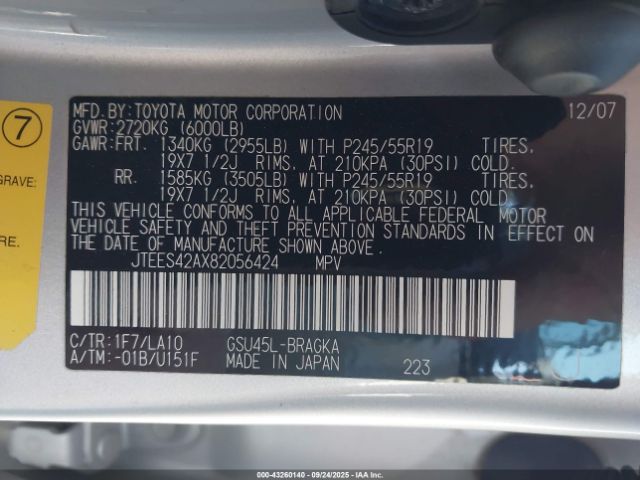 7
GRAVE:
RE.
MFD.BY:TOYOTA MOTOR CORPORATION 12/07
GVWR:2720KG (6000LB)
GAWR:FRT. 1340KG (2955LB) WITH P245/55R19 TIRES,
19X7 1/2J RIMS, AT 210KPA (30PSI) COLD.
RR. 1585KG (3505LB) WITH P245/55R19 TIRES,
19X7 1/2J RIMS, AT 210KPA (30PSI) COLD.
THIS VEHICLE CONFORMS TO ALL APPLICABLE FEDERAL MOTOR
VEHICLE SAFETY AND THEFT PREVENTION STANDARDS IN EFFECT ON
THE DATE OF MANUFACTURE SHOWN ABOVE.
JTEES42AX82056424 MPV
C/TR:1F7/LA10 GSU45L-BRAGKA
A/TM:-01B/U151F MADE IN JAPAN 223
000-43260140 - 09/24/2025 - IAAI.COM